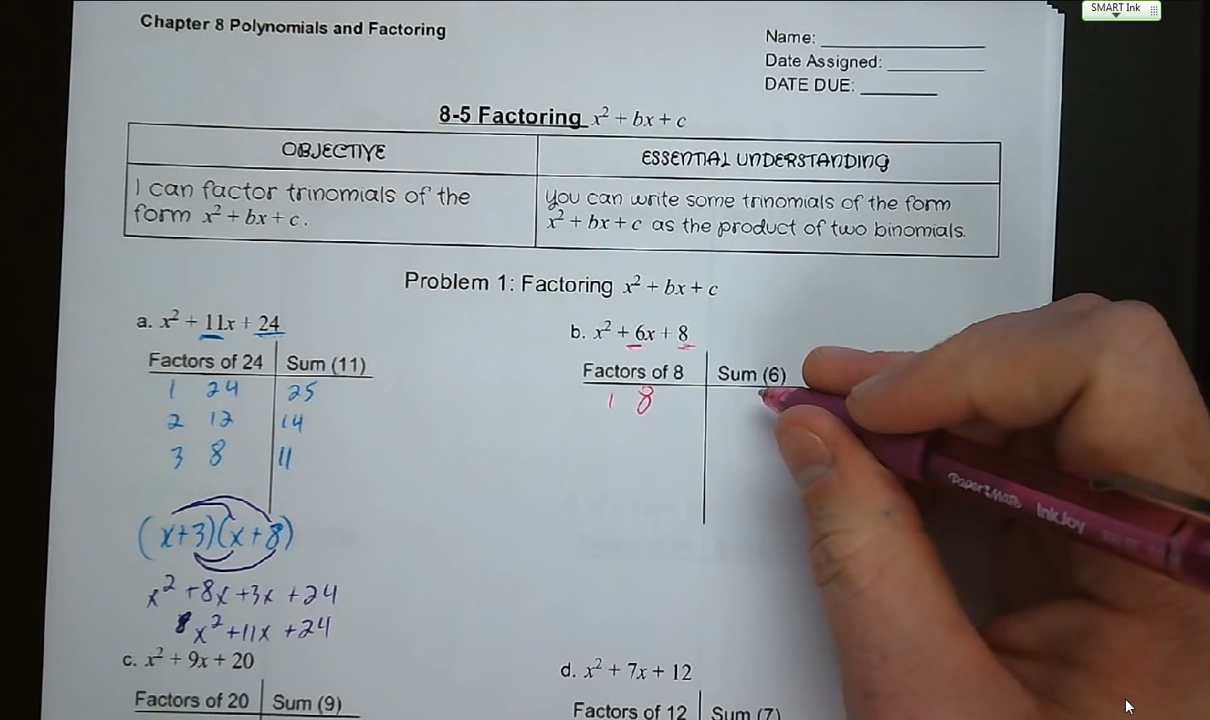 SMART Ink
Chapter 8 Polynomials and Factoring
Name: ____________
Date Assigned: ________
DATE DUE: ______
8-5 Factoring x² + bx + c
OBJECTIVE
ESSENTIAL UNDERSTANDING
I can factor trinomials of the
form x² + bx + c.
You can write some trinomials of the form
x² + bx + c as the product of two binomials.
Problem 1: Factoring x² + bx + c
a. x² + 11x + 24
Factors of 24 Sum (11)
1 24 25
2 12 14
3 8 11
(x+3)(x+8)
x² +8x+3x +24
x² +11x +24
b. x² + 6x + 8
Factors of 8 Sum (6)
1 8
c. x² + 9x + 20
Factors of 20 Sum (9)
d. x² + 7x + 12
Factors of 12 Sum (7)
Paper Mate InkJoy